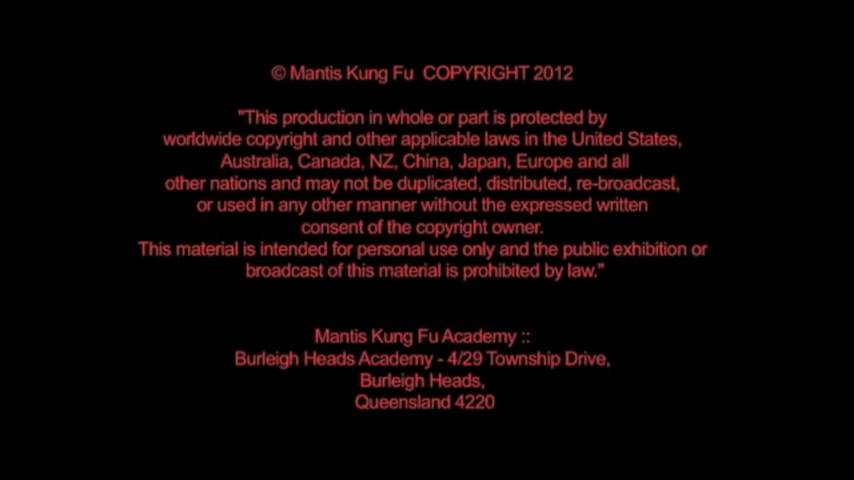 © Mantis Kung Fu COPYRIGHT 2012
"This production in whole or part is protected by
worldwide copyright and other applicable laws in the United States,
Australia, Canada, NZ, China, Japan, Europe and all
other nations and may not be duplicated, distributed, re-broadcast,
or used in any other manner without the expressed written
consent of the copyright owner.
This material is intended for personal use only and the public exhibition or
broadcast of this material is prohibited by law."
Mantis Kung Fu Academy ::
Burleigh Heads Academy - 4/29 Township Drive,
Burleigh Heads,
Queensland 4220